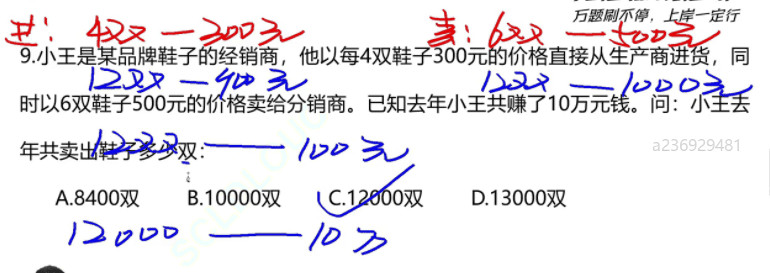 万题刷不停，上岸一定行
进：4双 — 300元 卖：6双 — 500元
9.小王是某品牌鞋子的经销商，他以每4双鞋子300元的价格直接从生产商进货，同
12双 — 900元 12双 — 1000元
时以6双鞋子500元的价格卖给分销商。已知去年小王共赚了10万元钱。问：小王去
12双 — 100元
年共卖出鞋子多少双：
a236929481
A.8400双 B.10000双 C.12000双 D.13000双
12000 — 10万